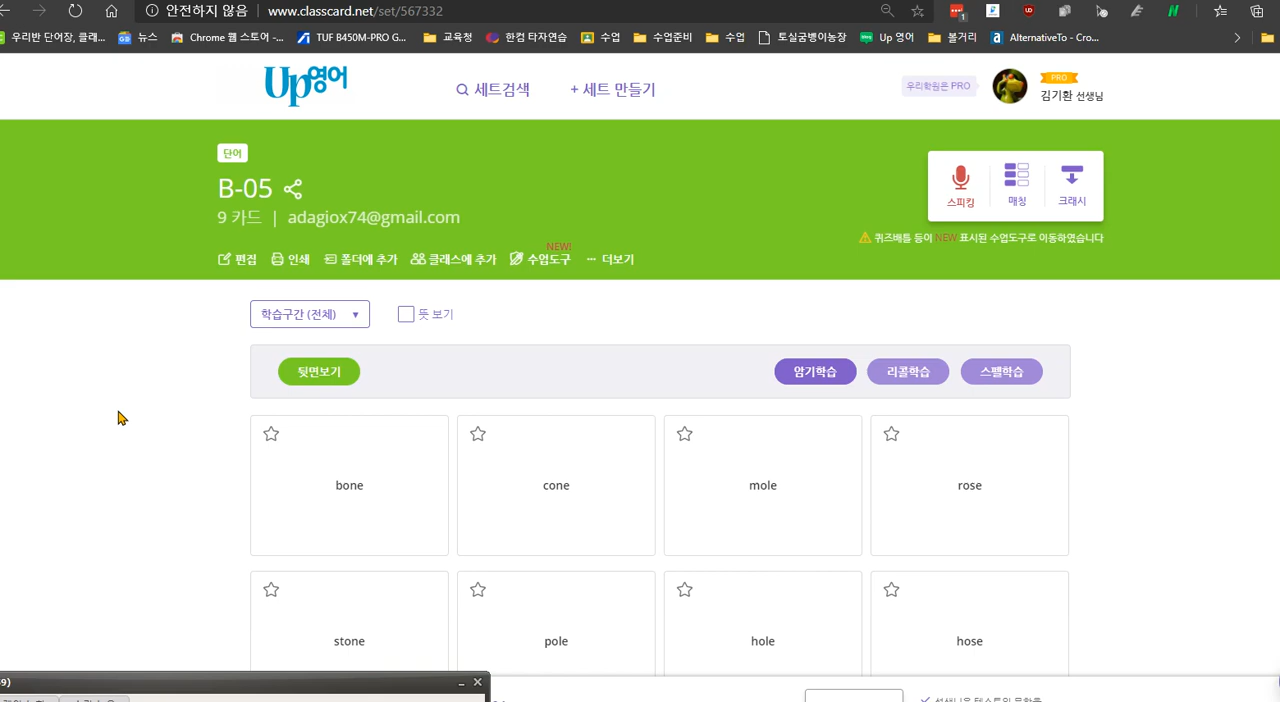 안전하지 않음 | www.classcard.net/set/567332
1
우리반 단어장, 클래... 뉴스 Chrome 웹 스토어 -... TUF B450M-PRO G... 교육청 한컴 타자연습 수업 수업준비 수업 토실굼벵이농장 Up 영어 볼거리 AlternativeTo - Cro...
Up영어 세트검색 + 세트 만들기 우리학원은 PRO PRO
김기환 선생님
단어
B-05
9 카드 | adagiox74@gmail.com
스피킹 매칭 크래시
퀴즈배틀 등이 NEW 표시된 수업도구로 이동하였습니다
NEW!
편집 인쇄 폴더에 추가 클래스에 추가 수업도구 ··· 더보기
학습구간 (전체) ▼ 뜻 보기
뒷면보기 암기학습 리콜학습 스펠학습
bone cone mole rose
stone pole hole hose
9)